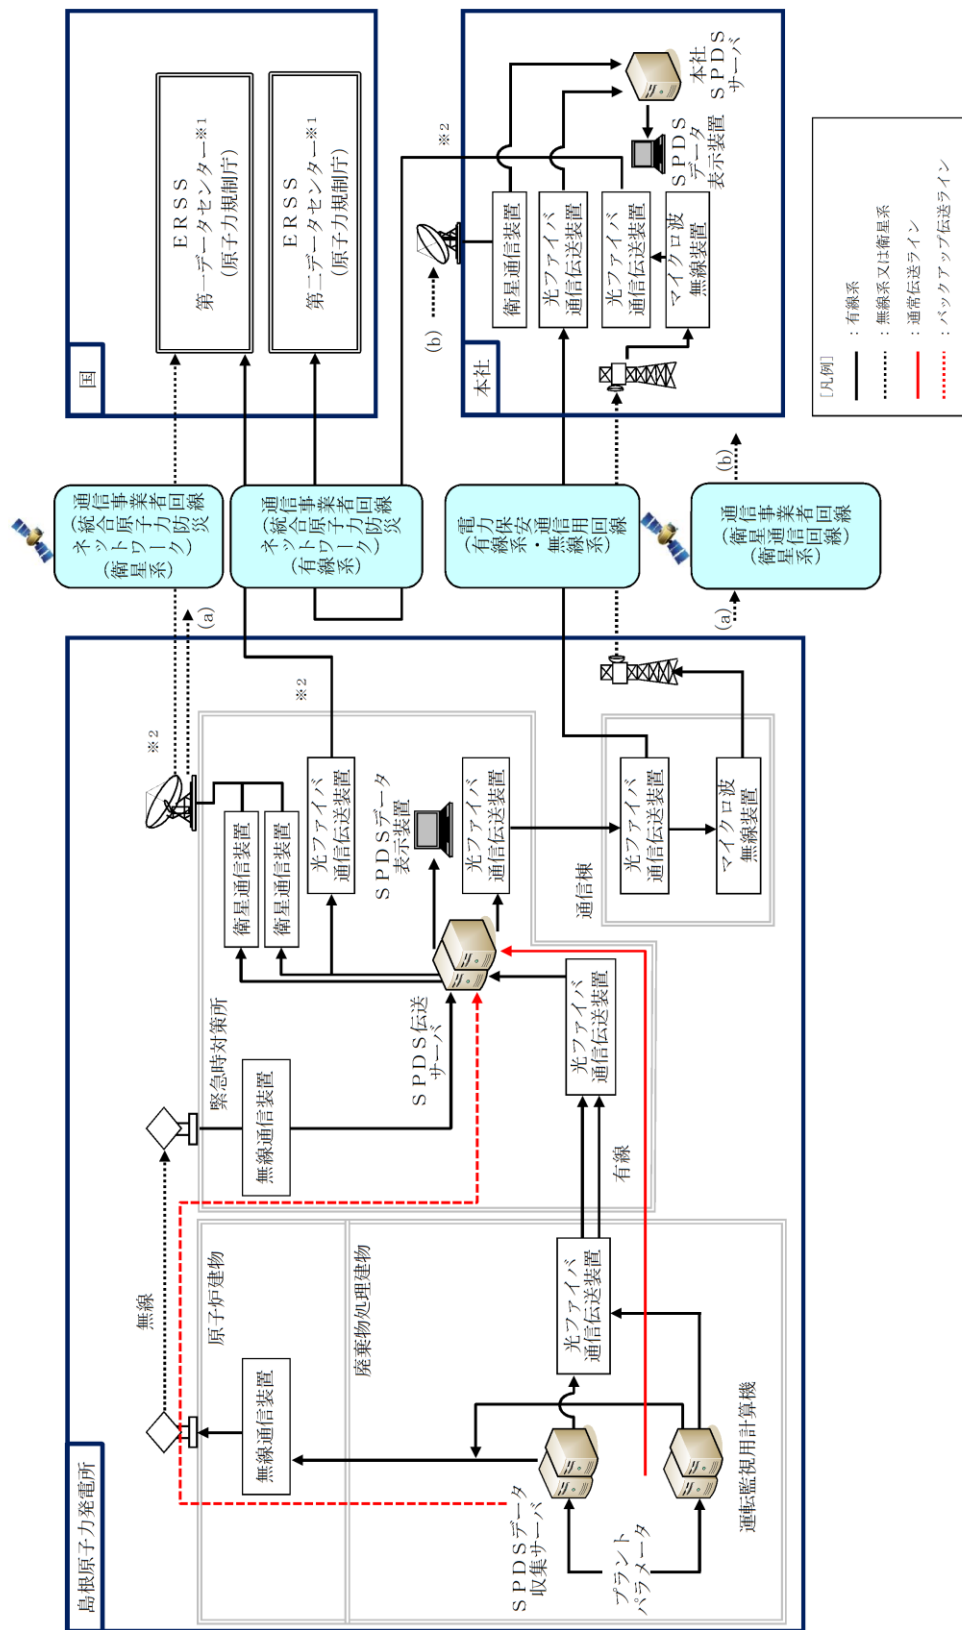 島根原子力発電所
無線
原子炉建物
無線通信装置
廃棄物処理建物
SPDSデータ
収集サーバ
プラント
パラメータ
運転監視用計算機
光ファイバ
通信伝送装置
有線
緊急時対策所
無線通信装置
SPDS伝送
サーバ
光ファイバ
通信伝送装置
※2
衛星通信装置
衛星通信装置
※2
光ファイバ
通信伝送装置
SPDSデータ
表示装置
光ファイバ
通信伝送装置
通信棟
光ファイバ
通信伝送装置
マイクロ波
無線装置
(a)
通信事業者回線
(統合原子力防災
ネットワーク)
(衛星系)
通信事業者回線
(統合原子力防災
ネットワーク)
(有線系)
電力保安通信用回線
(有線系・無線系)
(a)
通信事業者回線
(衛星通信回線)
(衛星系)
(b)
国
ERSS
第一データセンター※1
(原子力規制庁)
ERSS
第二データセンター※1
(原子力規制庁)
本社
(b)
※2
衛星通信装置
光ファイバ
通信伝送装置
光ファイバ
通信伝送装置
マイクロ波
無線装置
本社
SPDS
サーバ
SPDS
データ
表示装置
[凡例]
:有線系
:無線系又は衛星系
:通常伝送ライン
:バックアップ伝送ライン